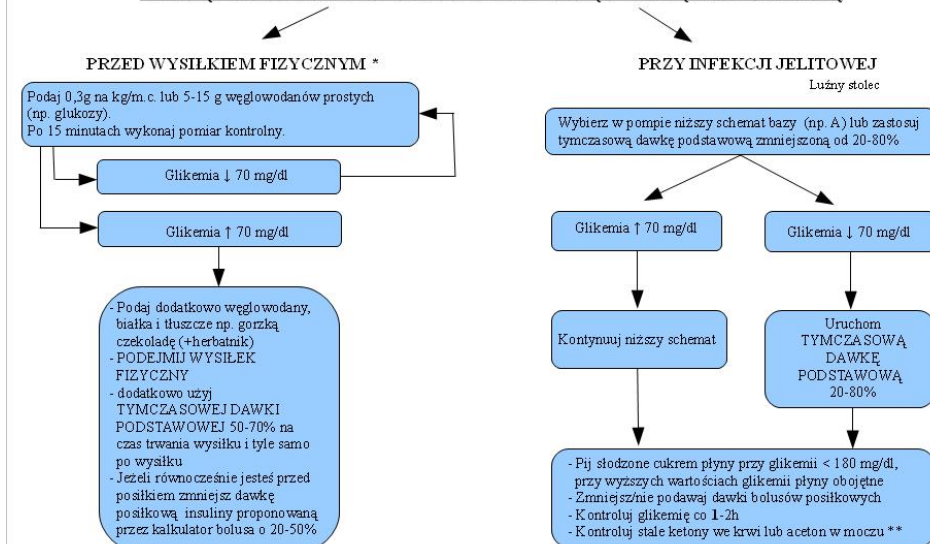 PRZED WYSIŁKIEM FIZYCZNYM *
Podaj 0,3g na kg/m.c. lub 5-15 g węglowodanów prostych
(np. glukozy).
Po 15 minutach wykonaj pomiar kontrolny.
Glikemia ↓ 70 mg/dl
Glikemia ↑ 70 mg/dl
- Podaj dodatkowo węglowodany,
białka i tłuszcze np. gorzką
czekoladę (+herbatnik)
- PODEJMIJ WYSIŁEK
FIZYCZNY
- dodatkowo użyj
TYMCZASOWEJ DAWKI
PODSTAWOWEJ 50-70% na
czas trwania wysiłku i tyle samo
po wysiłku
- Jeżeli równocześnie jesteś przed
posiłkiem zmniejsz dawkę
posiłkową insuliny proponowaną
przez kalkulator bolusa o 20-50%
PRZY INFEKCJI JELITOWEJ
Luźny stolec
Wybierz w pompie niższy schemat bazy (np. A) lub zastosuj
tymczasową dawkę podstawową zmniejszoną od 20-80%
Glikemia ↑ 70 mg/dl
Glikemia ↓ 70 mg/dl
Kontynuuj niższy schemat
Uruchom
TYMCZASOWĄ
DAWKĘ
PODSTAWOWĄ
20-80%
- Pij słodzone cukrem płyny przy glikemii < 180 mg/dl,
przy wyższych wartościach glikemii płyny obojętne
- Zmniejsz/nie podawaj dawki bolusów posiłkowych
- Kontroluj glikemię co 1-2h
- Kontroluj stale ketony we krwi lub aceton w moczu **